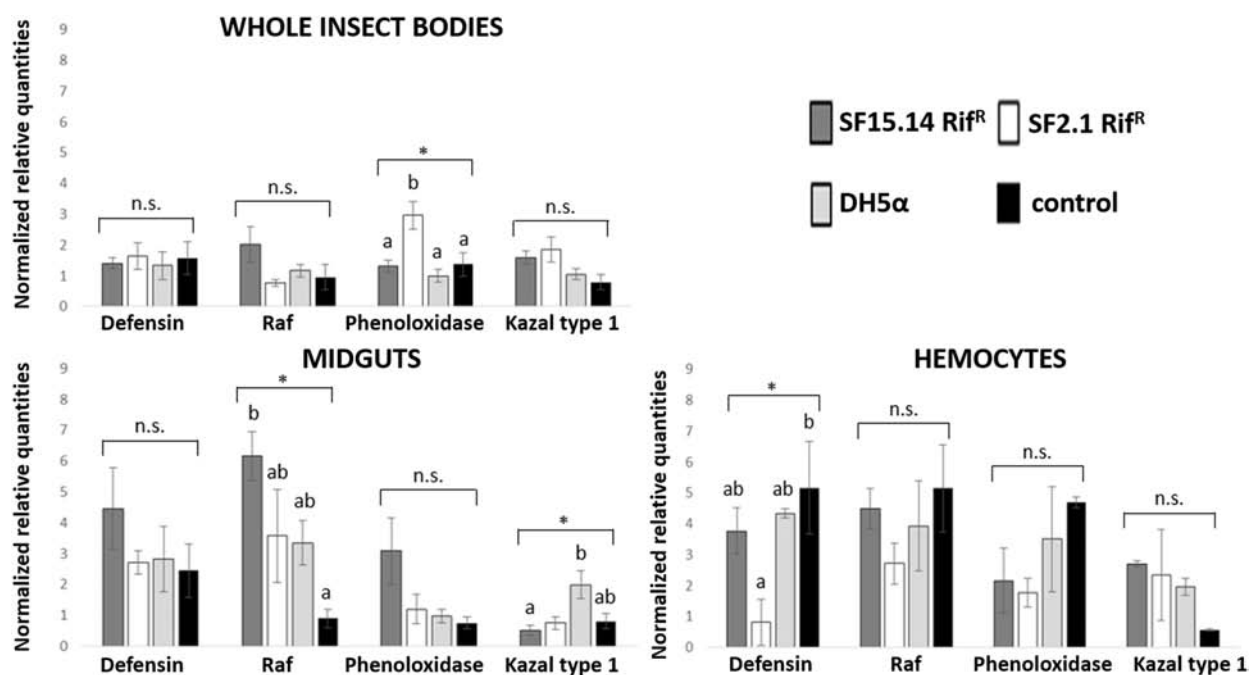 WHOLE INSECT BODIES
Normalized relative quantities
9
8
7
6
5
4
3
2
1
0
n.s.
n.s.
*
a
b
a
a
n.s.
Defensin
Raf
Phenoloxidase
Kazal type 1
SF15.14 Rif^R
SF2.1 Rif^R
DH5α
control
MIDGUTS
Normalized relative quantities
9
8
7
6
5
4
3
2
1
0
n.s.
*
b
ab
ab
a
n.s.
*
a
b
ab
Defensin
Raf
Phenoloxidase
Kazal type 1
HEMOCYTES
Normalized relative quantities
9
8
7
6
5
4
3
2
1
0
*
ab
a
ab
b
n.s.
n.s.
n.s.
Defensin
Raf
Phenoloxidase
Kazal type 1